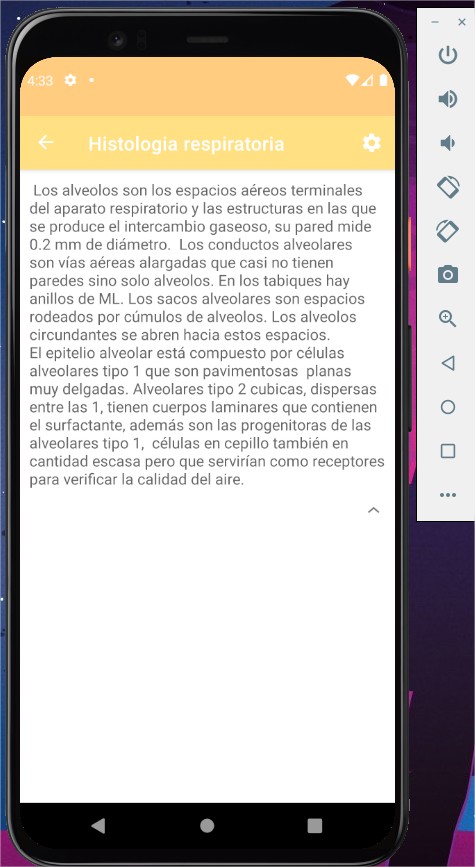 4:33
Histologia respiratoria
Los alveolos son los espacios aéreos terminales
del aparato respiratorio y las estructuras en las que
se produce el intercambio gaseoso, su pared mide
0.2 mm de diámetro.  Los conductos alveolares
son vías aéreas alargadas que casi no tienen
paredes sino solo alveolos. En los tabiques hay
anillos de ML. Los sacos alveolares son espacios
rodeados por cúmulos de alveolos. Los alveolos
circundantes se abren hacia estos espacios.
El epitelio alveolar está compuesto por células
alveolares tipo 1 que son pavimentosas  planas
muy delgadas. Alveolares tipo 2 cubicas, dispersas
entre las 1, tienen cuerpos laminares que contienen
el surfactante, además son las progenitoras de las
alveolares tipo 1,  células en cepillo también en
cantidad escasa pero que servirían como receptores
para verificar la calidad del aire.